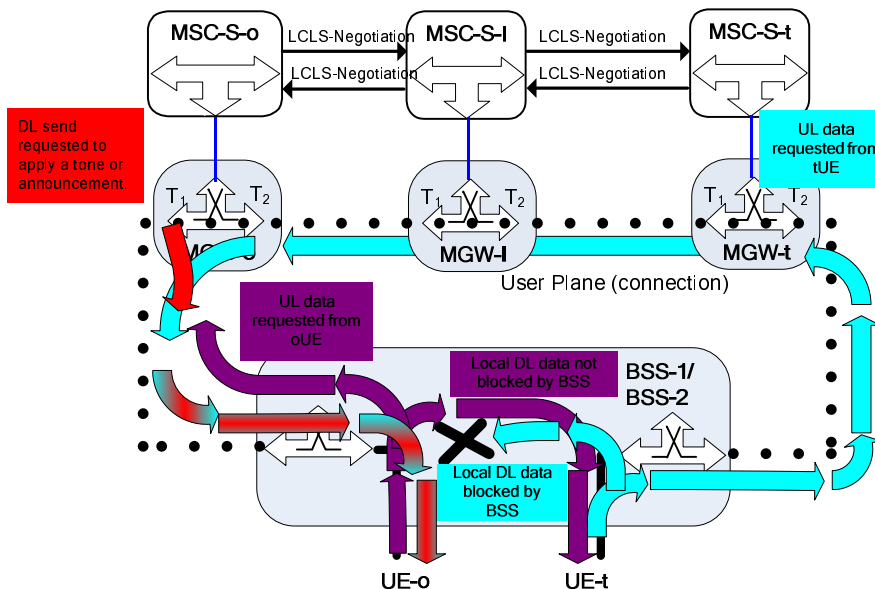 MSC-S-o
LCLS-Negotiation
LCLS-Negotiation
MSC-S-I
LCLS-Negotiation
LCLS-Negotiation
MSC-S-t
DL send
requested to
apply a tone or
announcement.
UL data
requested from
tUE
T1
T2
T1
T2
MGW-I
T1
T2
MGW-t
User Plane (connection)
UL data
requested from
oUE
Local DL data not
blocked by BSS
BSS-1/
BSS-2
Local DL data
blocked by
BSS
UE-o
UE-t